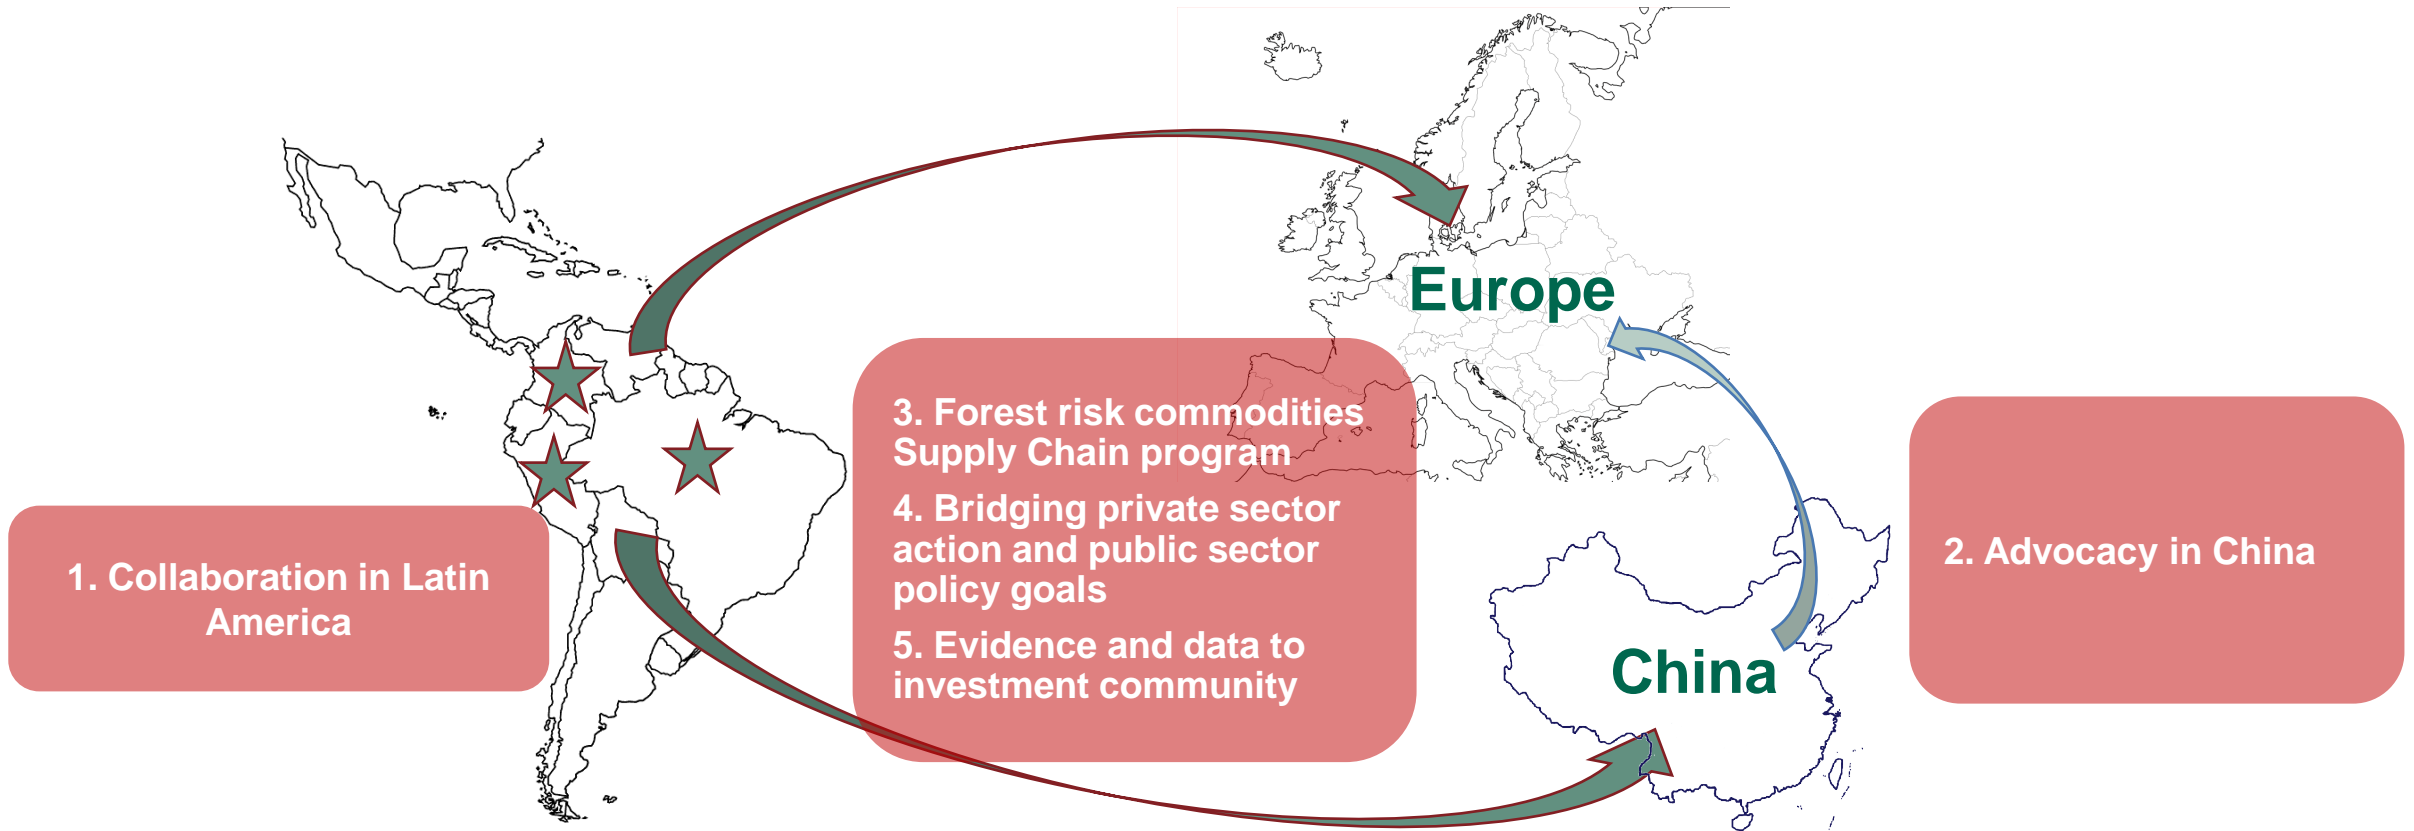 Europe
3. Forest risk commodities
Supply Chain program
4. Bridging private sector
action and public sector
policy goals
5. Evidence and data to
investment community
1. Collaboration in Latin
America
2. Advocacy in China
China